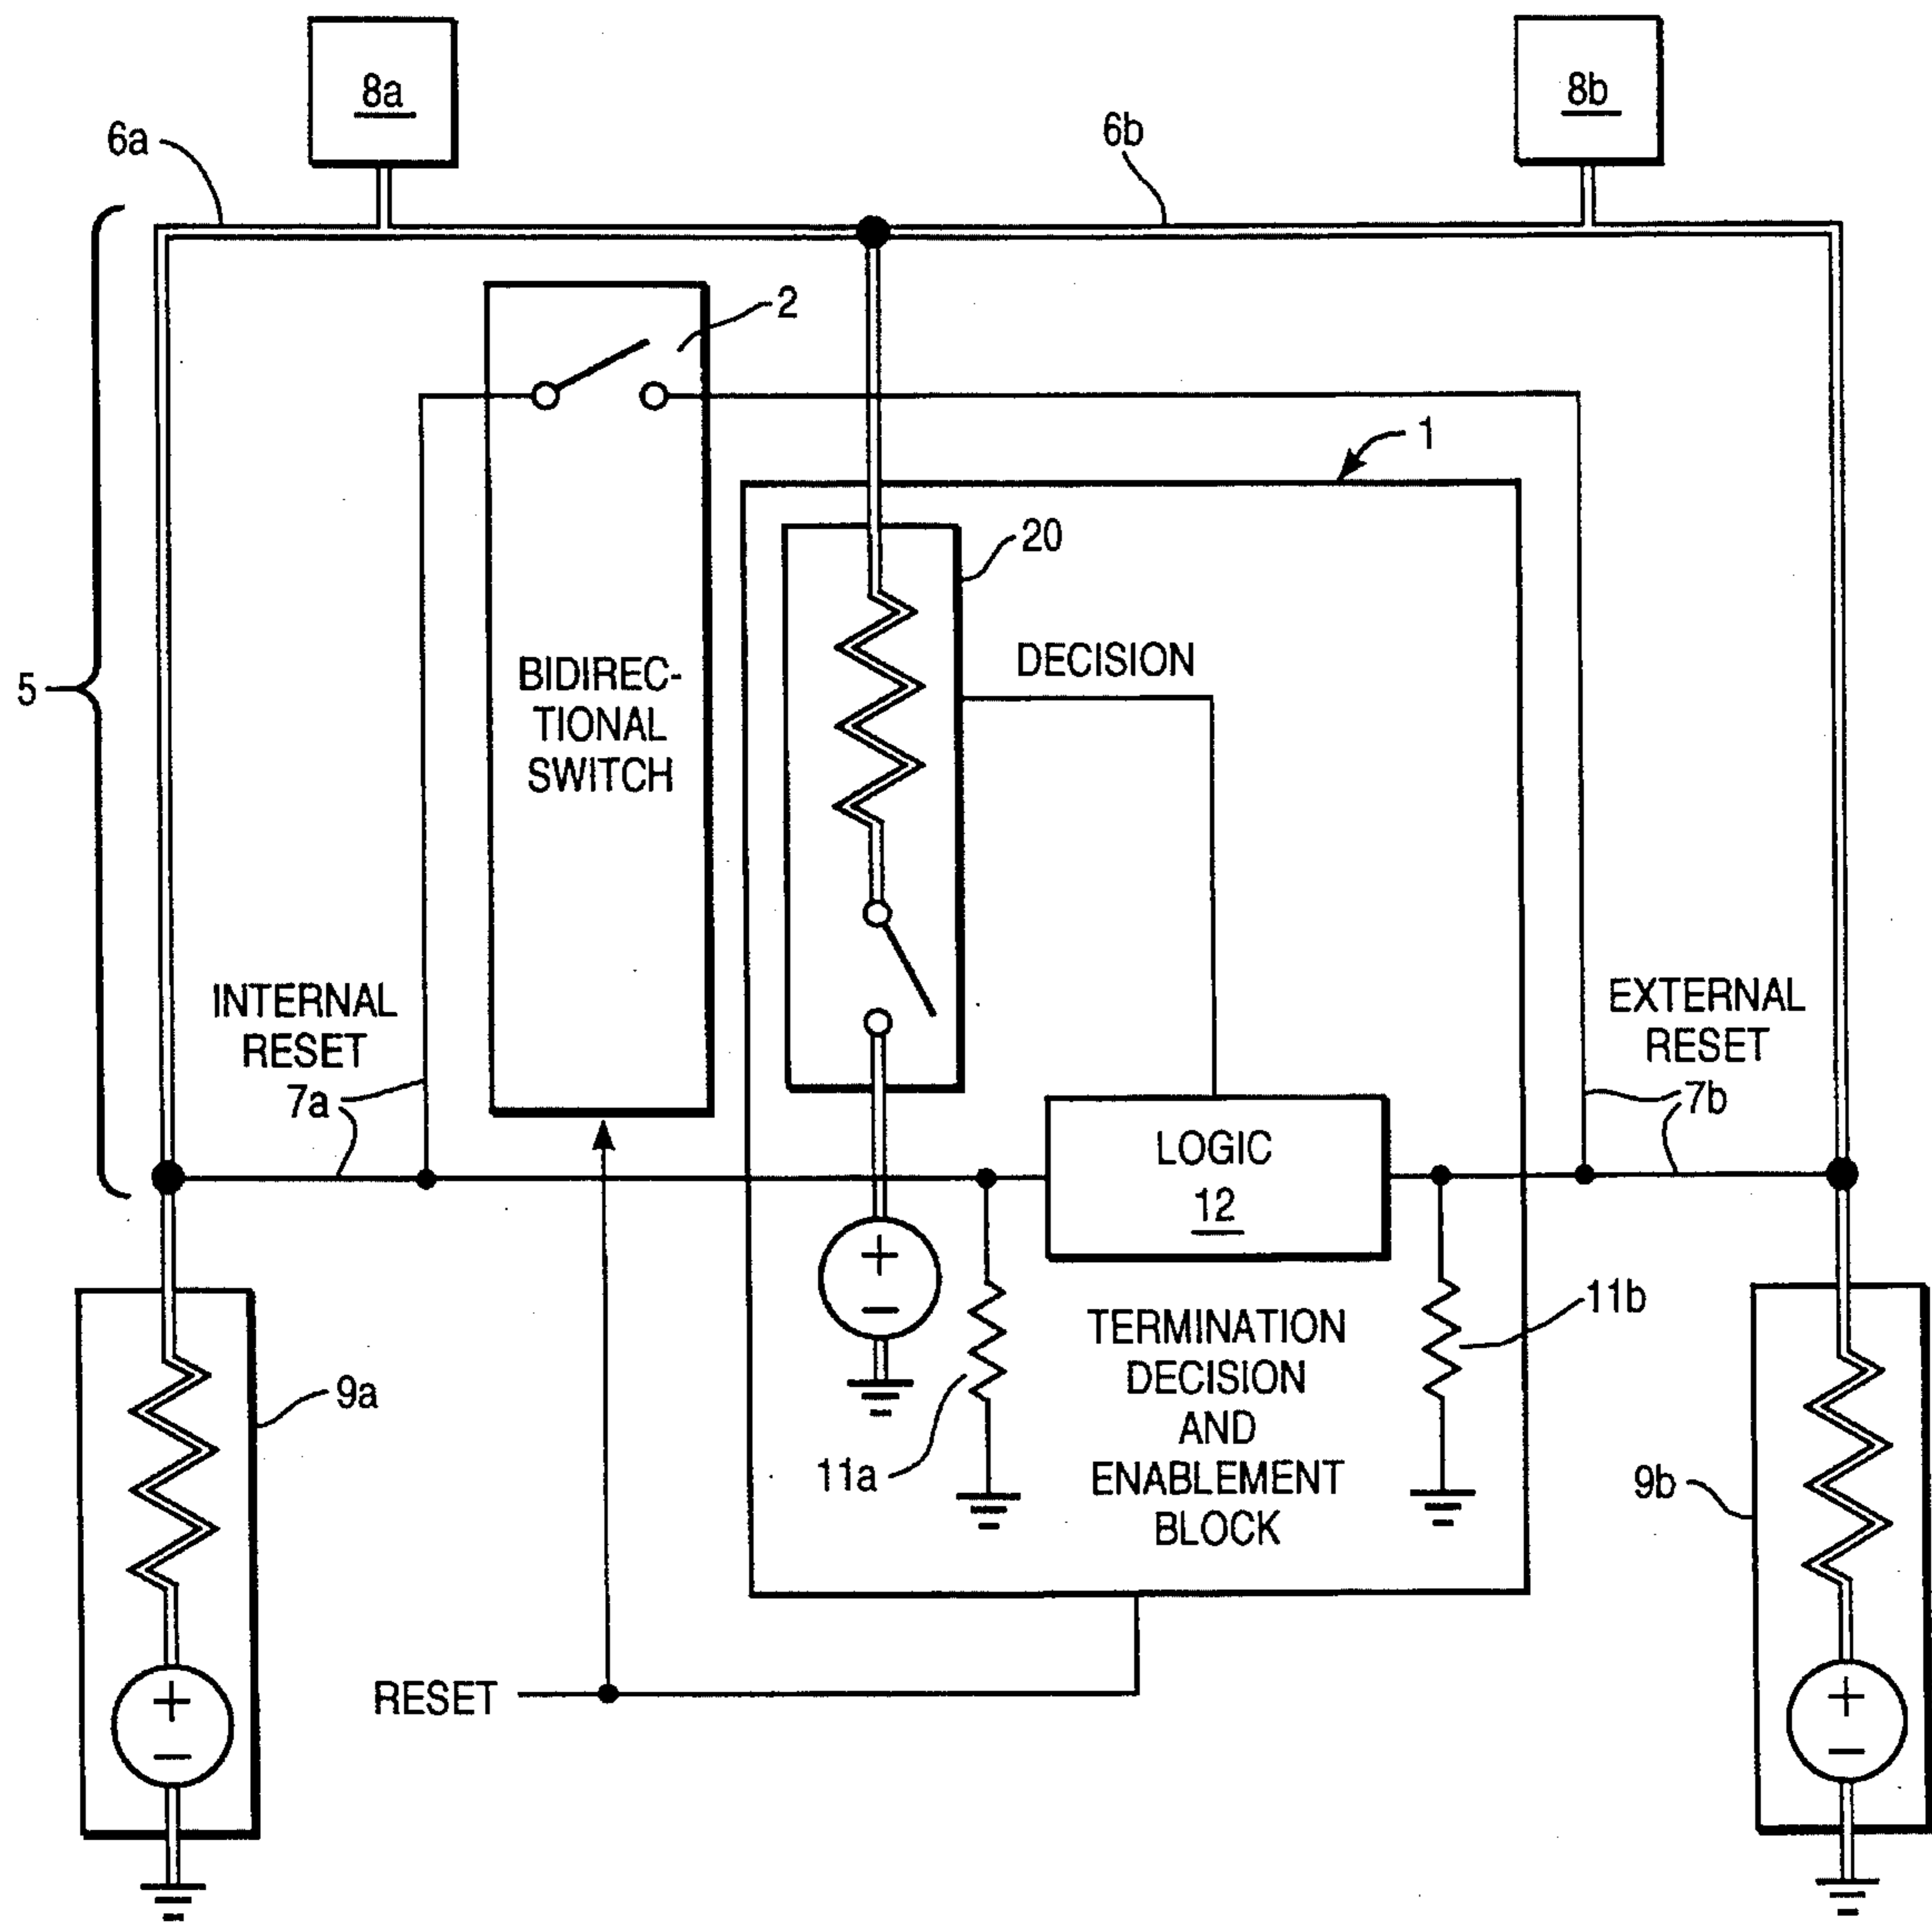 8a
8b
6a
6b
2
1
20
5
DECISION
BIDIREC-
TIONAL
SWITCH
INTERNAL
RESET
7a
EXTERNAL
RESET
7b
LOGIC
12
+
−
TERMINATION
DECISION
AND
ENABLEMENT
BLOCK
11a
11b
9a
9b
RESET
+
−
+
−